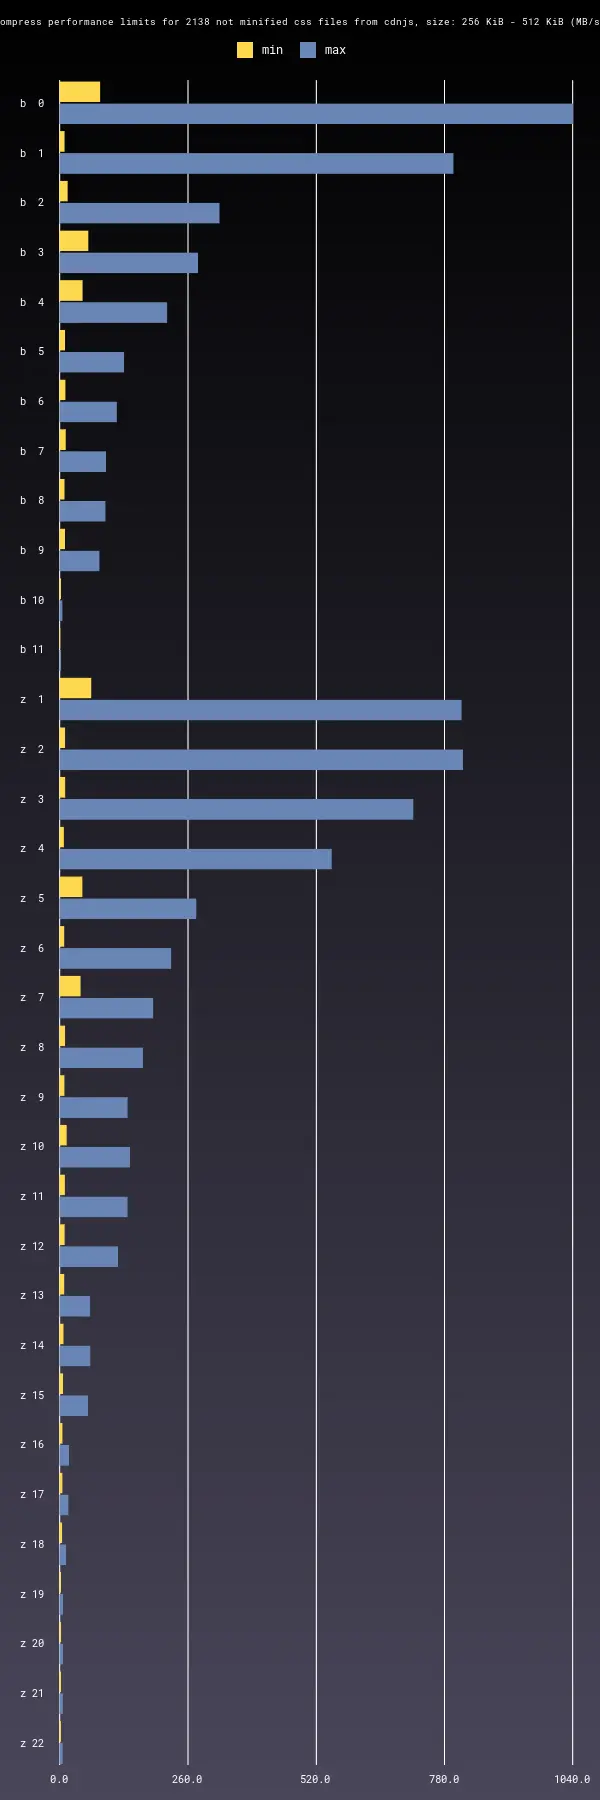 ompress performance limits for 2138 not minified css files from cdnjs, size: 256 KiB - 512 KiB (MB/s
min max
b 0
b 1
b 2
b 3
b 4
b 5
b 6
b 7
b 8
b 9
b 10
b 11
z 1
z 2
z 3
z 4
z 5
z 6
z 7
z 8
z 9
z 10
z 11
z 12
z 13
z 14
z 15
z 16
z 17
z 18
z 19
z 20
z 21
z 22
0.0 260.0 520.0 780.0 1040.0